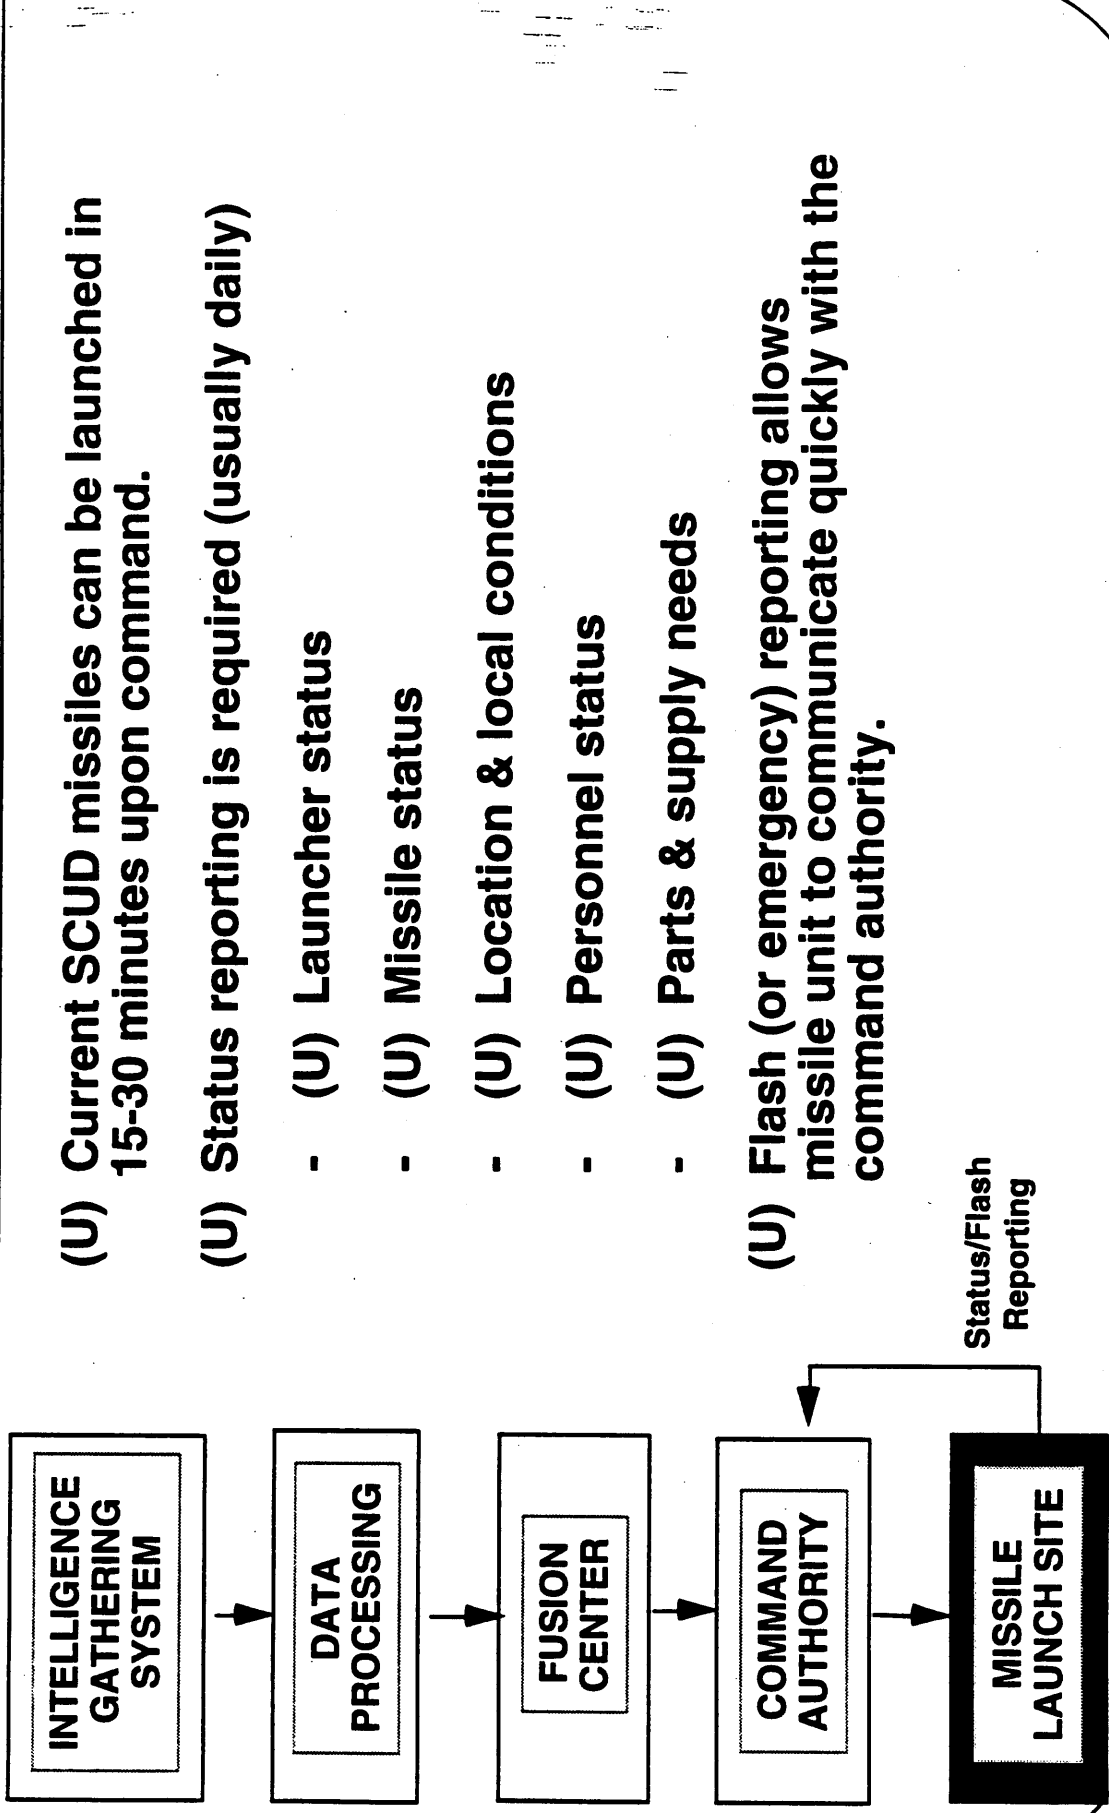 INTELLIGENCE
GATHERING
SYSTEM
DATA
PROCESSING
FUSION
CENTER
COMMAND
AUTHORITY
MISSILE
LAUNCH SITE
Status/Flash
Reporting
(U) Current SCUD missiles can be launched in
15-30 minutes upon command.
(U) Status reporting is required (usually daily)
- (U) Launcher status
- (U) Missile status
- (U) Location & local conditions
- (U) Personnel status
- (U) Parts & supply needs
(U) Flash (or emergency) reporting allows
missile unit to communicate quickly with the
command authority.